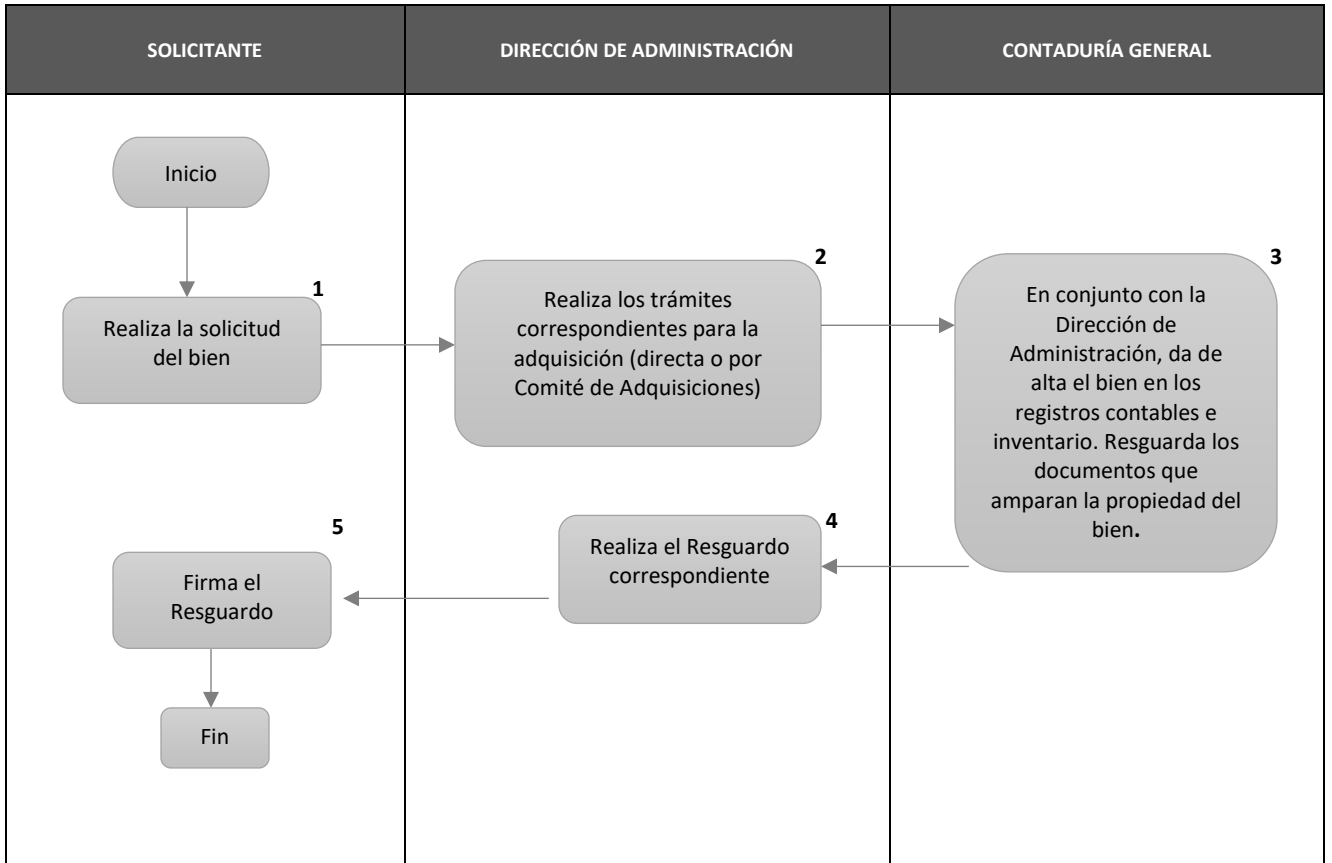 SOLICITANTE
DIRECCIÓN DE ADMINISTRACIÓN
CONTADURÍA GENERAL
Inicio
1
Realiza la solicitud
del bien
2
Realiza los trámites
correspondientes para la
adquisición (directa o por
Comité de Adquisiciones)
3
En conjunto con la
Dirección de
Administración, da de
alta el bien en los
registros contables e
inventario. Resguarda los
documentos que
amparan la propiedad del
bien.
4
Realiza el Resguardo
correspondiente
5
Firma el
Resguardo
Fin